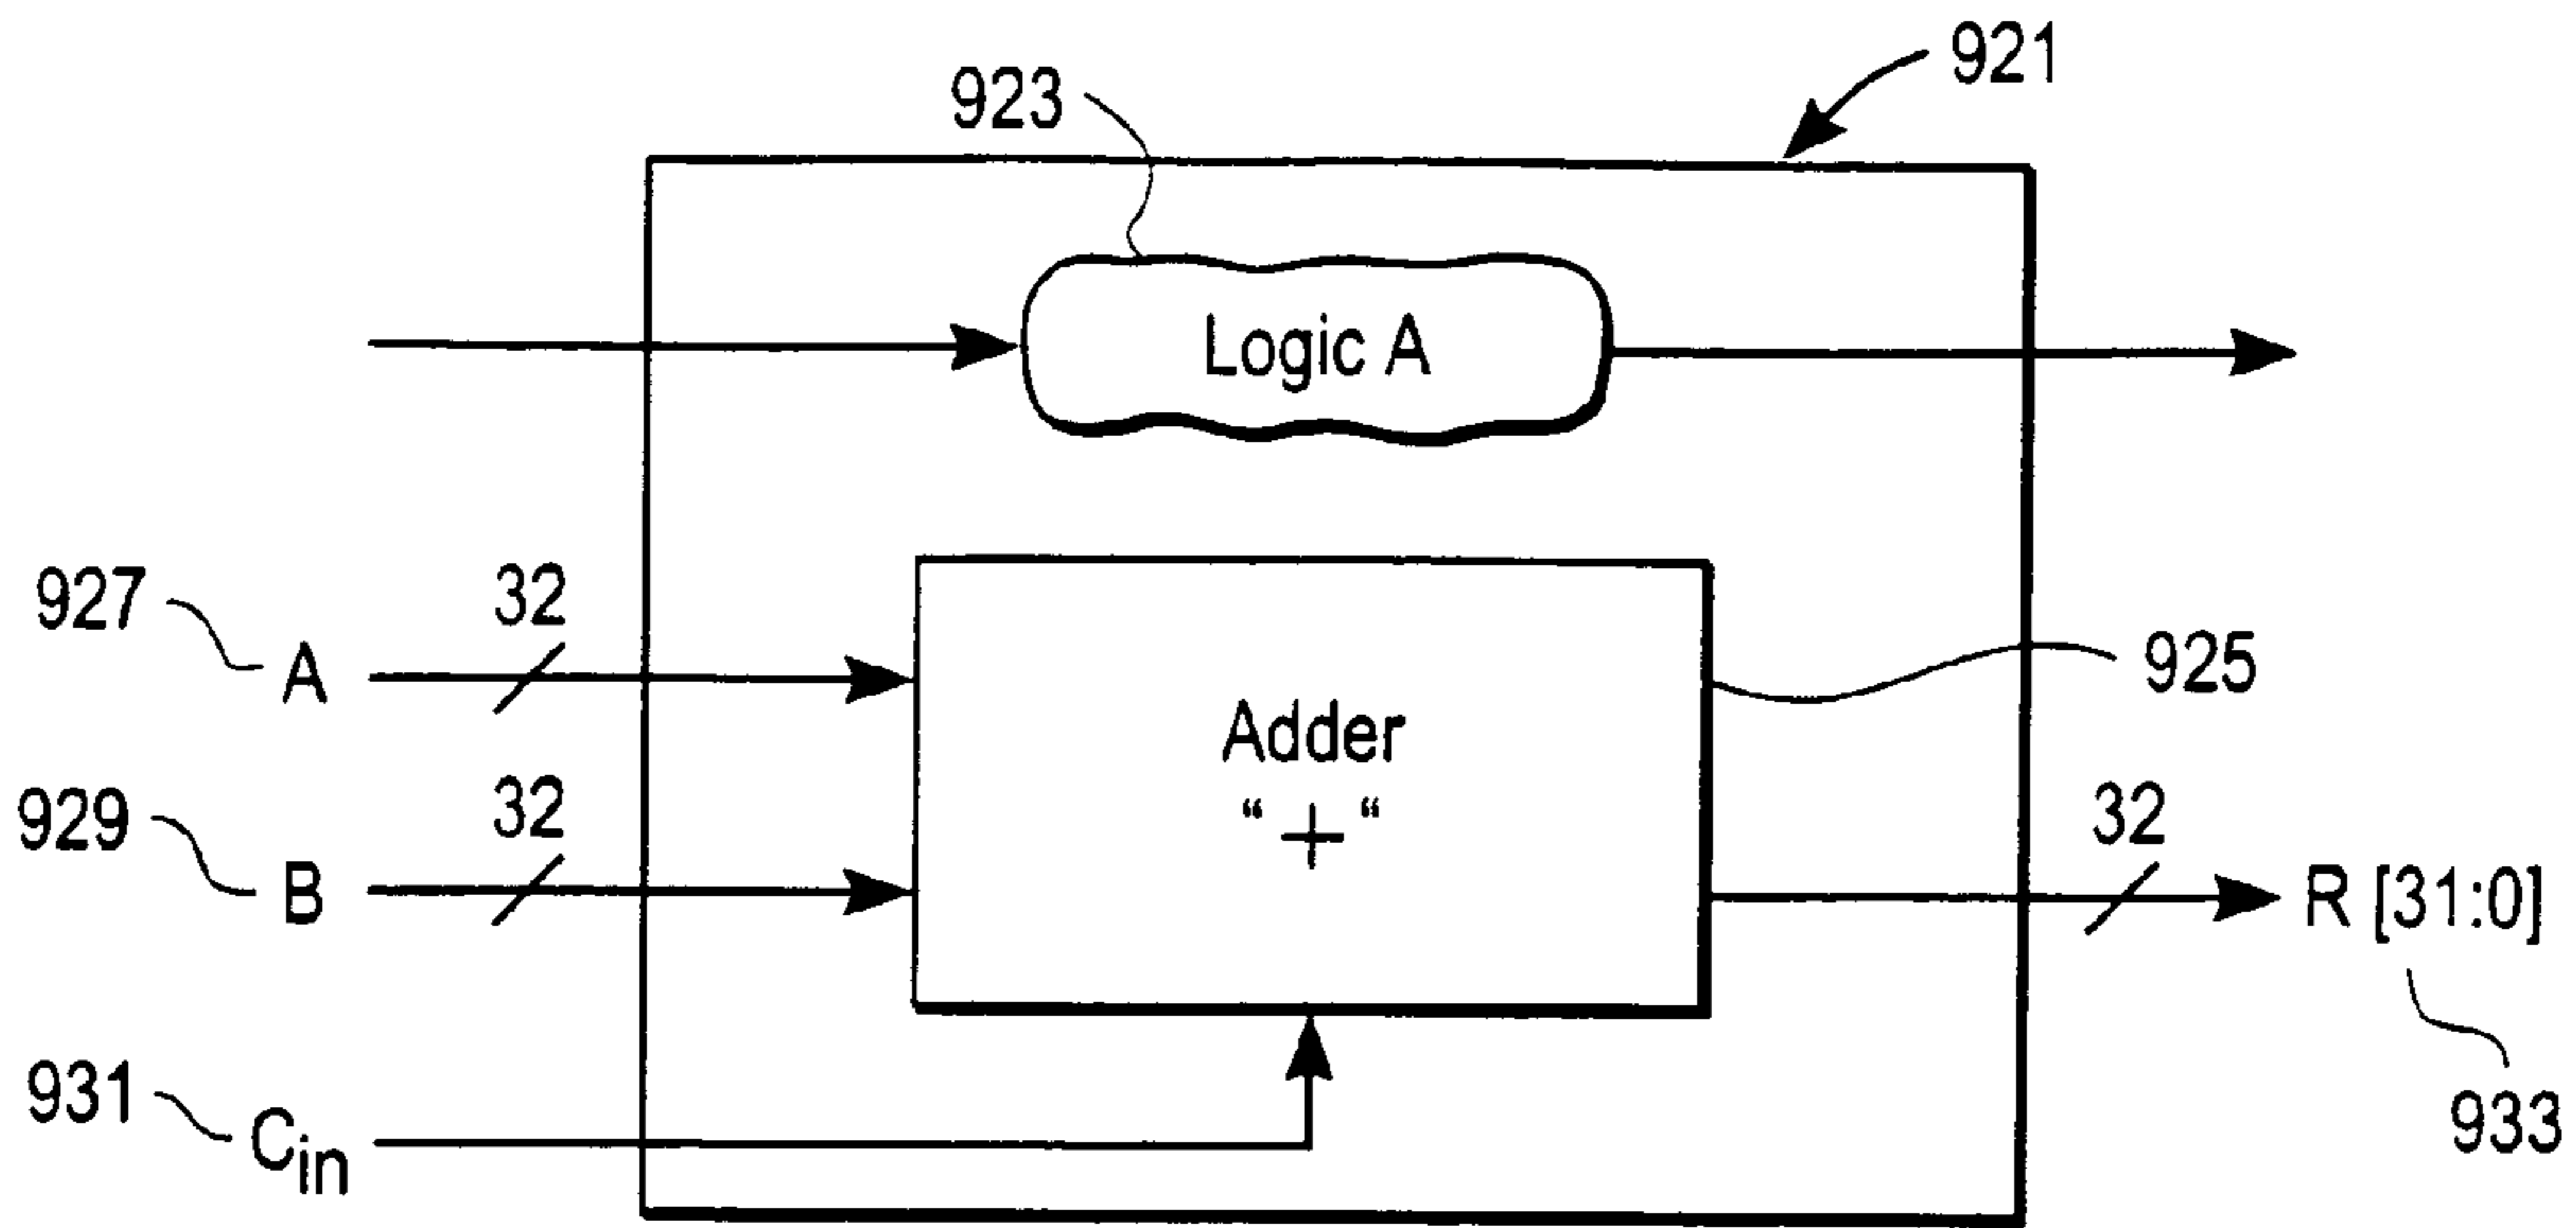 921
923
Logic A
927
32
A
925
Adder
“ + “
929
32
B
32
R [31:0]
931
Cin
933